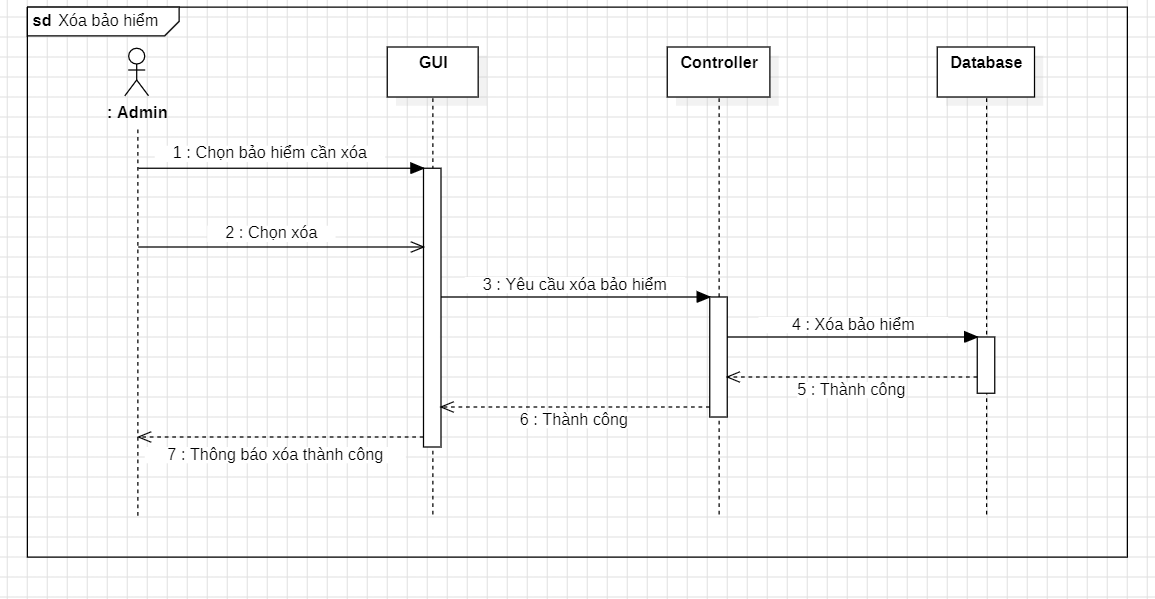 sd Xóa bảo hiểm
: Admin
GUI
Controller
Database
1 : Chọn bảo hiểm cần xóa
2 : Chọn xóa
3 : Yêu cầu xóa bảo hiểm
4 : Xóa bảo hiểm
5 : Thành công
6 : Thành công
7 : Thông báo xóa thành công